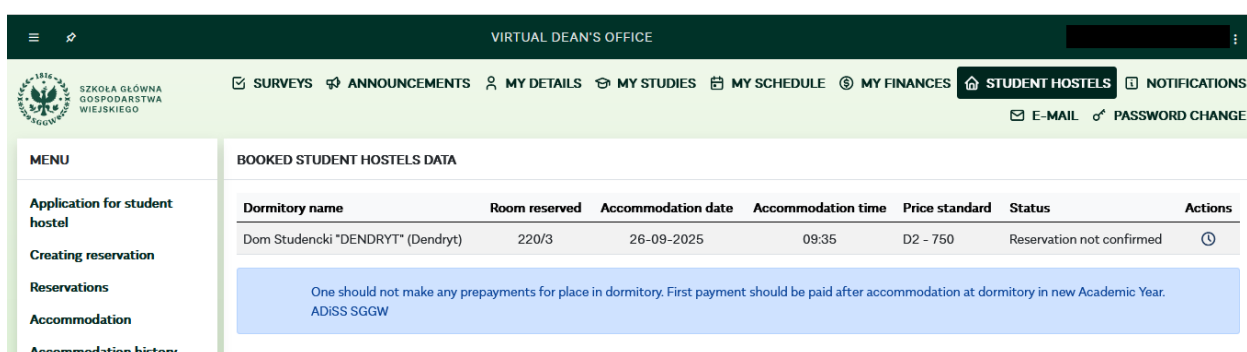 VIRTUAL DEAN'S OFFICE
1816
SGGW
SZKOŁA GŁÓWNA
GOSPODARSTWA
WIEJSKIEGO
SURVEYS ANNOUNCEMENTS MY DETAILS MY STUDIES MY SCHEDULE MY FINANCES STUDENT HOSTELS NOTIFICATIONS
E-MAIL PASSWORD CHANGE
MENU
Application for student
hostel
Creating reservation
Reservations
Accommodation
Accommodation history
BOOKED STUDENT HOSTELS DATA
Dormitory name Room reserved Accommodation date Accommodation time Price standard Status Actions
Dom Studencki "DENDRYT" (Dendryt) 220/3 26-09-2025 09:35 D2 - 750 Reservation not confirmed
One should not make any prepayments for place in dormitory. First payment should be paid after accommodation at dormitory in new Academic Year.
ADiSS SGGW